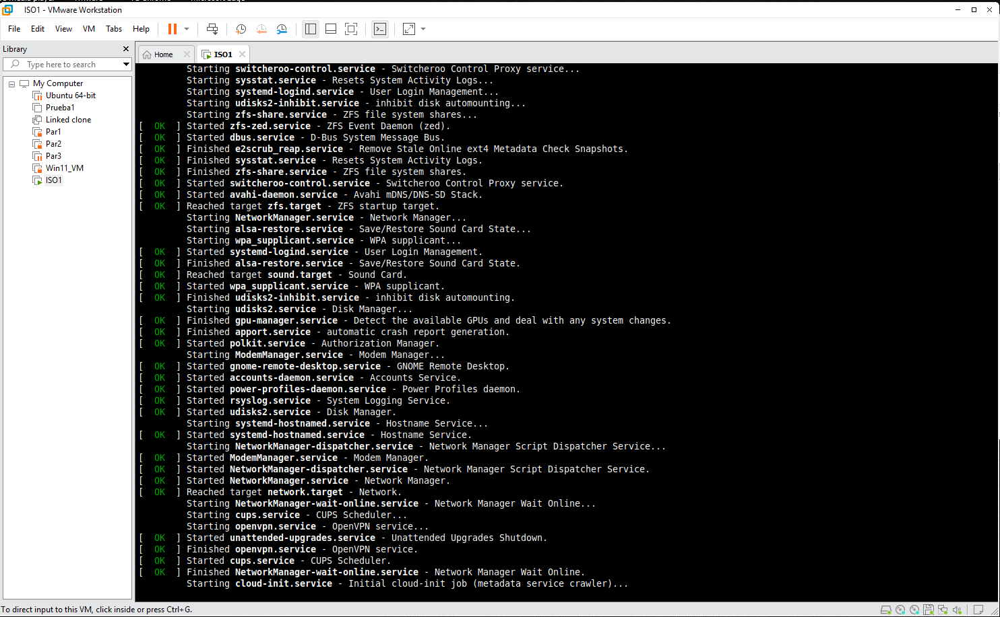 ISO1 - VMware Workstation
File Edit View VM Tabs Help
Library
Type here to search
My Computer
Ubuntu 64-bit
Prueba1
Linked clone
Par1
Par2
Par3
Win11_VM
ISO1
Home
ISO1
Starting switcheroo-control.service - Switcheroo Control Proxy service...
Starting sysstat.service - Resets System Activity Logs...
Starting systemd-logind.service - User Login Management...
Starting udisks2-inhibit.service - inhibit disk automounting...
Starting zfs-share.service - ZFS file system shares...
[ OK ] Started zfs-zed.service - ZFS Event Daemon (zed).
[ OK ] Started dbus.service - D-Bus System Message Bus.
[ OK ] Finished e2scrub_reap.service - Remove Stale Online ext4 Metadata Check Snapshots.
[ OK ] Finished sysstat.service - Resets System Activity Logs.
[ OK ] Finished zfs-share.service - ZFS file system shares.
[ OK ] Started switcheroo-control.service - Switcheroo Control Proxy service.
[ OK ] Started avahi-daemon.service - Avahi mDNS/DNS-SD Stack.
[ OK ] Reached target zfs.target - ZFS startup target.
Starting NetworkManager.service - Network Manager...
Starting alsa-restore.service - Save/Restore Sound Card State...
Starting wpa_supplicant.service - WPA supplicant...
[ OK ] Started systemd-logind.service - User Login Management.
[ OK ] Finished alsa-restore.service - Save/Restore Sound Card State.
[ OK ] Reached target sound.target - Sound Card.
[ OK ] Started wpa_supplicant.service - WPA supplicant.
[ OK ] Finished udisks2-inhibit.service - inhibit disk automounting.
Starting udisks2.service - Disk Manager...
[ OK ] Finished gpu-manager.service - Detect the available GPUs and deal with any system changes.
[ OK ] Finished apport.service - automatic crash report generation.
[ OK ] Started polkit.service - Authorization Manager.
Starting ModemManager.service - Modem Manager...
[ OK ] Started gnome-remote-desktop.service - GNOME Remote Desktop.
[ OK ] Started accounts-daemon.service - Accounts Service.
[ OK ] Started power-profiles-daemon.service - Power Profiles daemon.
[ OK ] Started rsyslog.service - System Logging Service.
[ OK ] Started udisks2.service - Disk Manager.
Starting systemd-hostnamed.service - Hostname Service...
[ OK ] Started systemd-hostnamed.service - Hostname Service.
Starting NetworkManager-dispatcher.service - Network Manager Script Dispatcher Service...
[ OK ] Started ModemManager.service - Modem Manager.
[ OK ] Started NetworkManager-dispatcher.service - Network Manager Script Dispatcher Service.
[ OK ] Started NetworkManager.service - Network Manager.
[ OK ] Reached target network.target - Network.
Starting NetworkManager-wait-online.service - Network Manager Wait Online...
Starting cups.service - CUPS Scheduler...
Starting openvpn.service - OpenVPN service...
[ OK ] Started unattended-upgrades.service - Unattended Upgrades Shutdown.
[ OK ] Finished openvpn.service - OpenVPN service.
[ OK ] Started cups.service - CUPS Scheduler.
[ OK ] Finished NetworkManager-wait-online.service - Network Manager Wait Online.
Starting cloud-init.service - Initial cloud-init job (metadata service crawler)...
To direct input to this VM, click inside or press Ctrl+G.